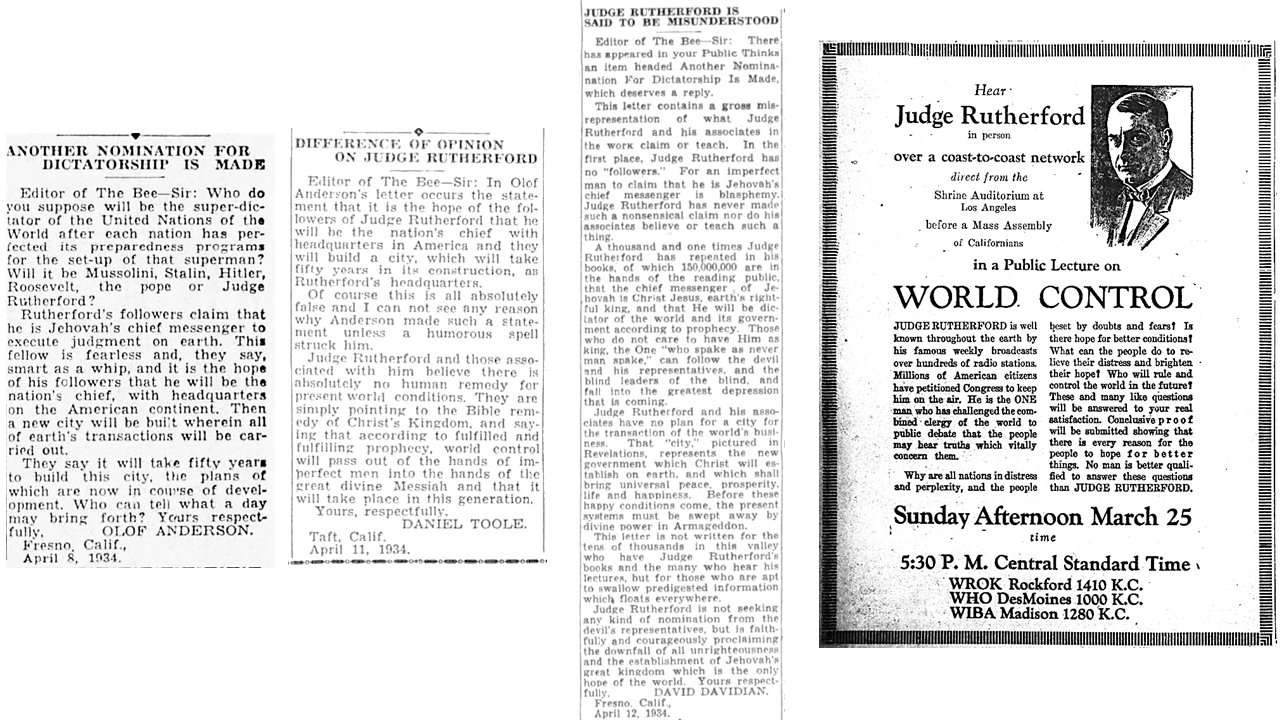 ANOTHER NOMINATION FOR
DICTATORSHIP IS MADE
Editor of The Bee—Sir: Who do
you suppose will be the super-dic-
tator of the United Nations of the
World after each nation has per-
fected its preparedness programs
for the set-up of that superman?
Will it be Mussolini, Stalin, Hitler,
Roosevelt, the pope or Judge
Rutherford?
Rutherford's followers claim that
he is Jehovah's chief messenger to
execute judgment on earth. This
fellow is fearless and, they say,
smart as a whip, and it is the hope
of his followers that he will be the
nation's chief, with headquarters
on the American continent. Then
a new city will be built wherein all
of earth's transactions will be car-
ried out.
They say it will take fifty years
to build this city, the plans of
which are now in course of devel-
opment. Who can tell what a day
may bring forth? Yours respect-
fully, OLOF ANDERSON.
Fresno, Calif.,
April 8, 1934.
DIFFERENCE OF OPINION
ON JUDGE RUTHERFORD
Editor of The Bee—Sir: In Olof
Anderson's letter occurs the state-
ment that it is the hope of the fol-
lowers of Judge Rutherford that he
will be the nation's chief with
headquarters in America and they
will build a city, which will take
fifty years in its construction, as
Rutherford's headquarters.
Of course this is all absolutely
false and I can not see any reason
why Anderson made such a state-
ment unless a humorous spell
struck him.
Judge Rutherford and those asso-
ciated with him believe there is
absolutely no human remedy for
present world conditions. They are
simply pointing to the Bible rem-
edy of Christ's Kingdom, and say-
ing that according to fulfilled and
fulfilling prophecy, world control
will pass out of the hands of im-
perfect men into the hands of the
great divine Messiah and that it
will take place in this generation.
Yours, respectfully,
DANIEL TOOLE.
Taft, Calif.
April 11, 1934.
JUDGE RUTHERFORD IS
SAID TO BE MISUNDERSTOOD
Editor of The Bee—Sir: There
has appeared in your Public Thinks
an item headed Another Nomina-
nation For Dictatorship Is Made,
which deserves a reply.
This letter contains a gross mis-
representation of what Judge
Rutherford and his associates in
the work claim or teach. In the
first place, Judge Rutherford has
no "followers." For an imperfect
man to claim that he is Jehovah's
chief messenger is blasphemy.
Judge Rutherford has never made
such a nonsensical claim nor do his
associates believe or teach such a
thing.
A thousand and one times Judge
Rutherford has repeated in his
books, of which 150,000,000 are in
the hands of the reading public,
that the chief messenger of Je-
hovah is Christ Jesus, earth's right-
ful king, and that He will be dic-
tator of the world and its govern-
ment according to prophecy. Those
who do not care to have Him as
king, the One "who spake as never
man spake," can follow the devil
and his representatives, and the
blind leaders of the blind, and
fall into the greatest depression
that is coming.
Judge Rutherford and his asso-
ciates have no plan for a city for
the transaction of the world's busi-
ness. That "city," pictured in
Revelations, represents the new
government which Christ will es-
tablish on earth, and which shall
bring universal peace, prosperity,
life and happiness. Before these
happy conditions come, the present
systems must be swept away by
divine power in Armageddon.
This letter is not written for the
tens of thousands in this valley
who have Judge Rutherford's
books and the many who hear his
lectures, but for those who are apt
to swallow predigested information
which floats everywhere.
Judge Rutherford is not seeking
any kind of nomination from the
devil's representatives, but is faith-
fully and courageously proclaiming
the downfall of all unrighteousness
and the establishment of Jehovah's
great kingdom which is the only
hope of the world. Yours respect-
fully, DAVID DAVIDIAN.
Fresno, Calif.,
April 12, 1934.
Hear
Judge Rutherford
in person
over a coast-to-coast network
direct from the
Shrine Auditorium at
Los Angeles
before a Mass Assembly
of Californians
in a Public Lecture on
WORLD CONTROL
JUDGE RUTHERFORD is well
known throughout the earth by
his famous weekly broadcasts
over hundreds of radio stations.
Millions of American citizens
have petitioned Congress to keep
him on the air. He is the ONE
man who has challenged the com-
bined clergy of the world to
public debate that the people
may hear truths which vitally
concern them.
Why are all nations in distress
and perplexity, and the people
beset by doubts and fears? Is
there hope for better conditions?
What can the people do to re-
lieve their distress and brighten
their hope? Who will rule and
control the world in the future?
These and many like questions
will be answered to your real
satisfaction. Conclusive proof
will be submitted showing that
there is every reason for the
people to hope for better
things. No man is better quali-
fied to answer these questions
than JUDGE RUTHERFORD.
Sunday Afternoon March 25
time
5:30 P. M. Central Standard Time
WROK Rockford 1410 K.C.
WHO DesMoines 1000 K.C.
WIBA Madison 1280 K.C.